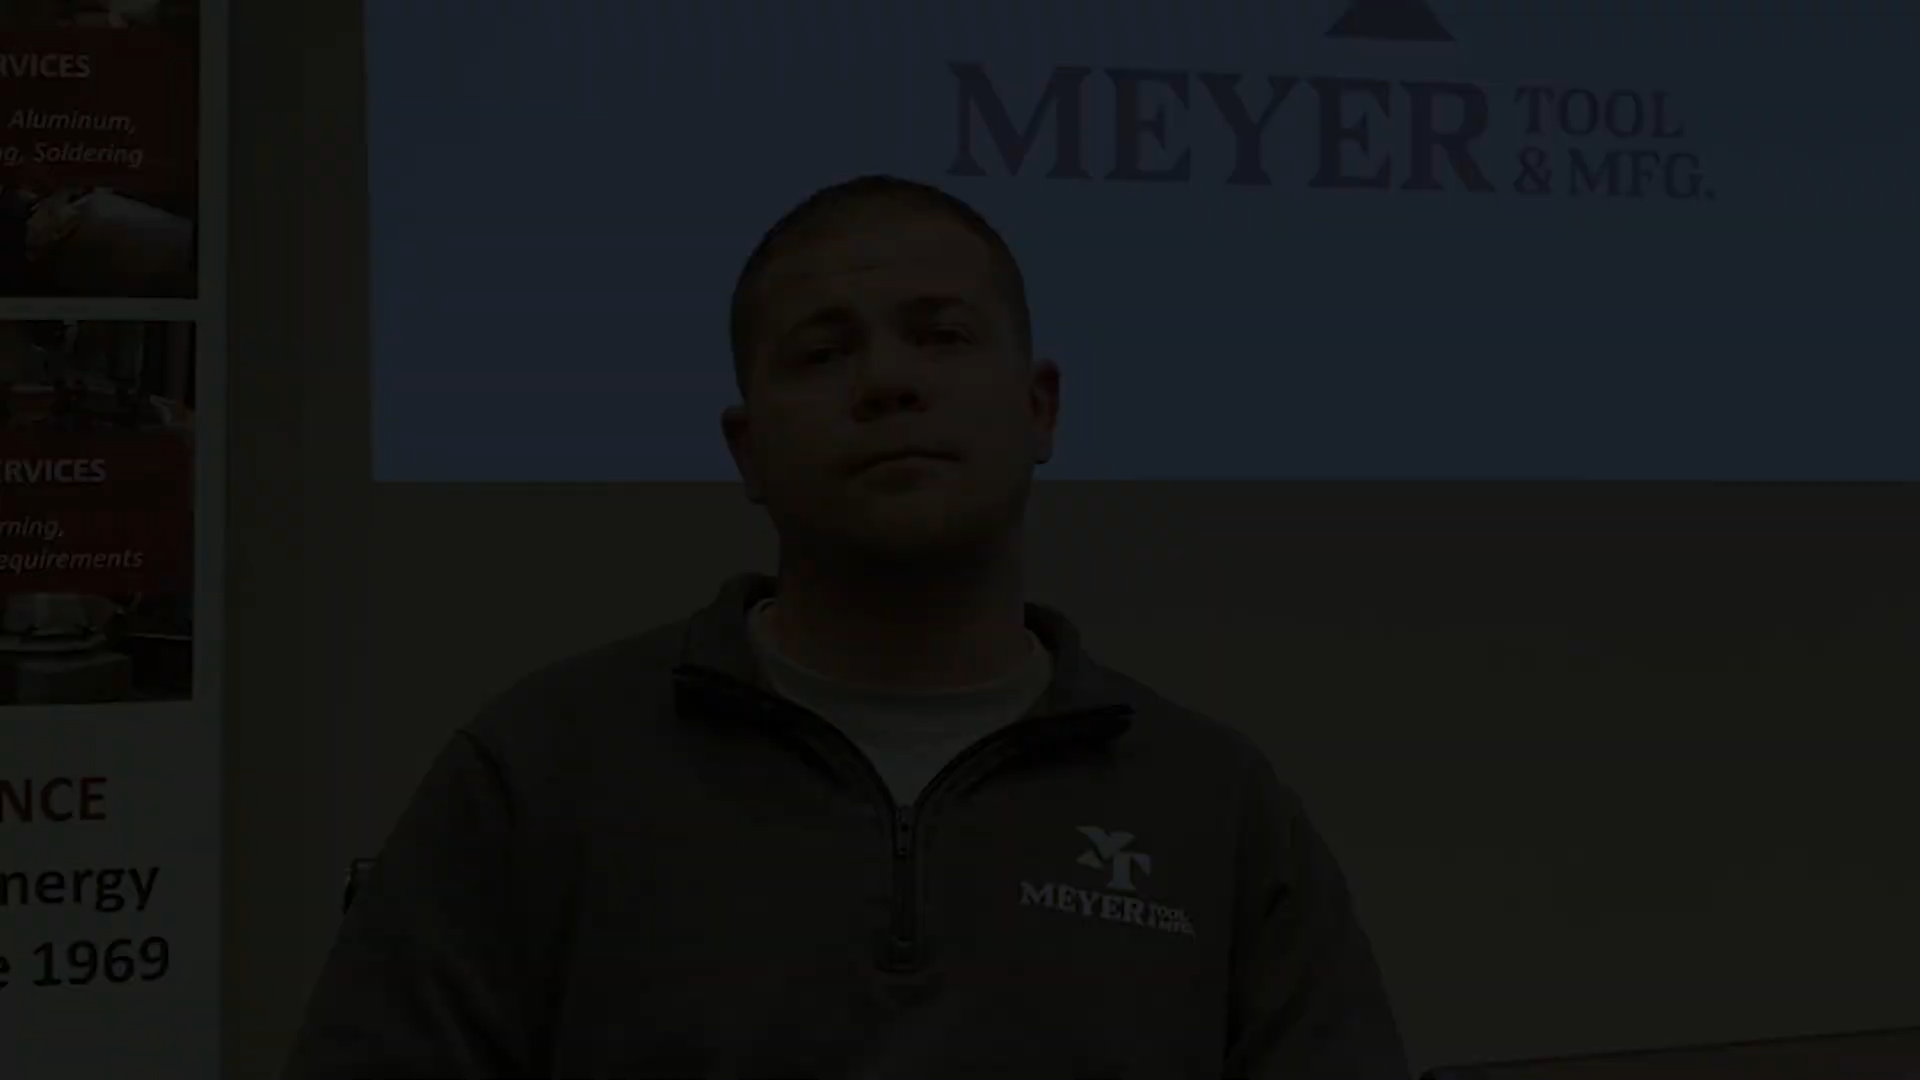 RVICES
Aluminum,
g, Soldering
RVICES
rning,
equirements
NCE
nergy
e 1969
MEYER TOOL
& MFG.
MEYER TOOL
& MFG.